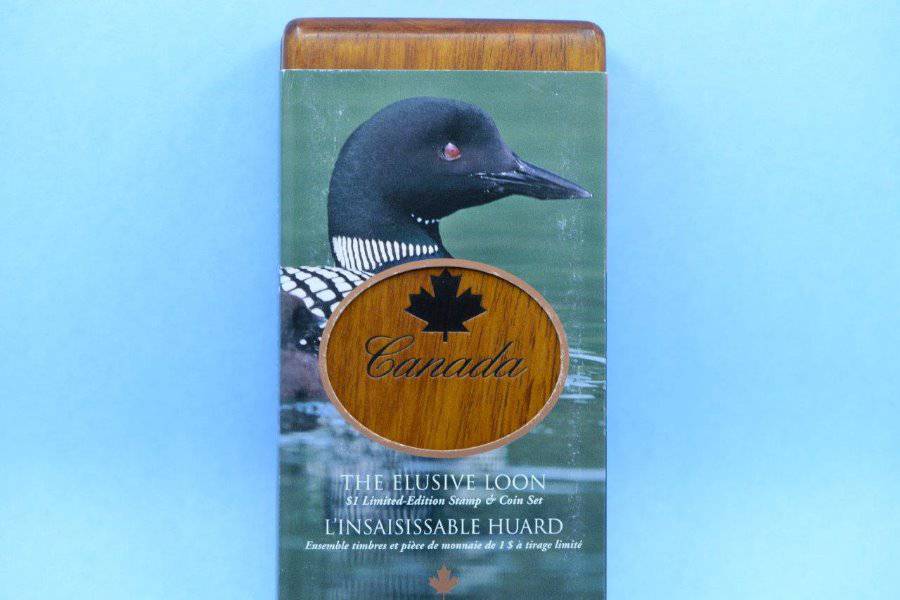 Canada
THE ELUSIVE LOON
$1 Limited-Edition Stamp & Coin Set
L'INSAISISSABLE HUARD
Ensemble timbres et pièce de monnaie de 1 $ à tirage limité